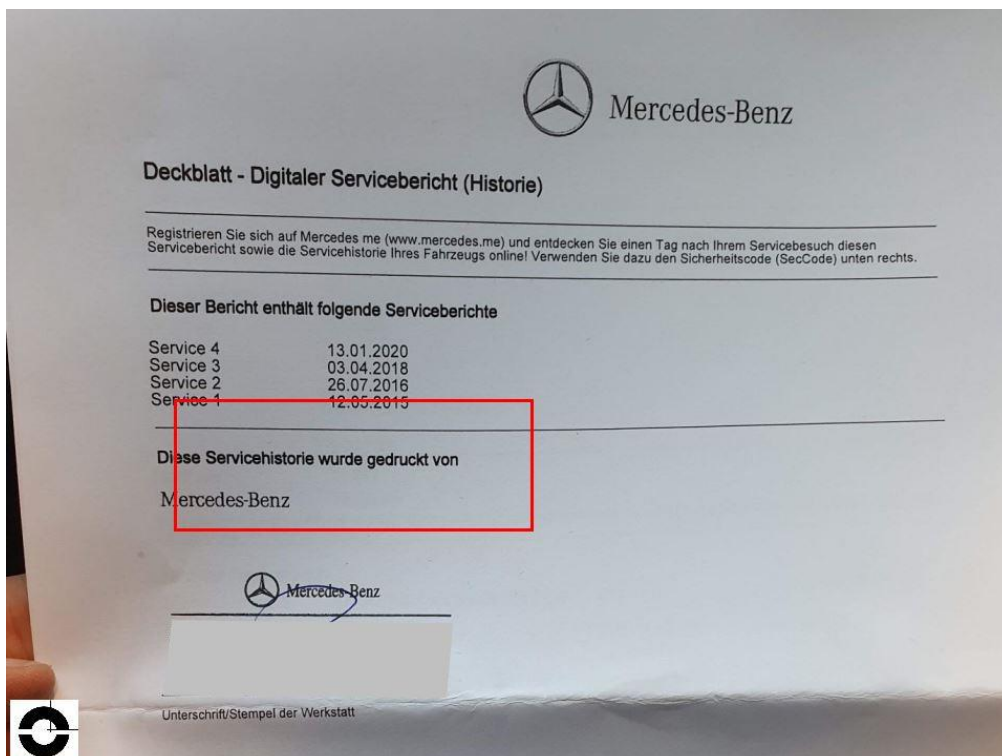 Mercedes-Benz
Deckblatt - Digitaler Servicebericht (Historie)
Registrieren Sie sich auf Mercedes me (www.mercedes.me) und entdecken Sie einen Tag nach Ihrem Servicebesuch diesen
Servicebericht sowie die Servicehistorie Ihres Fahrzeugs online! Verwenden Sie dazu den Sicherheitscode (SecCode) unten rechts.
Dieser Bericht enthält folgende Serviceberichte
Service 4 13.01.2020
Service 3 03.04.2018
Service 2 26.07.2016
Service 1 12.05.2015
Diese Servicehistorie wurde gedruckt von
Mercedes-Benz
Mercedes-Benz
Unterschrift/Stempel der Werkstatt